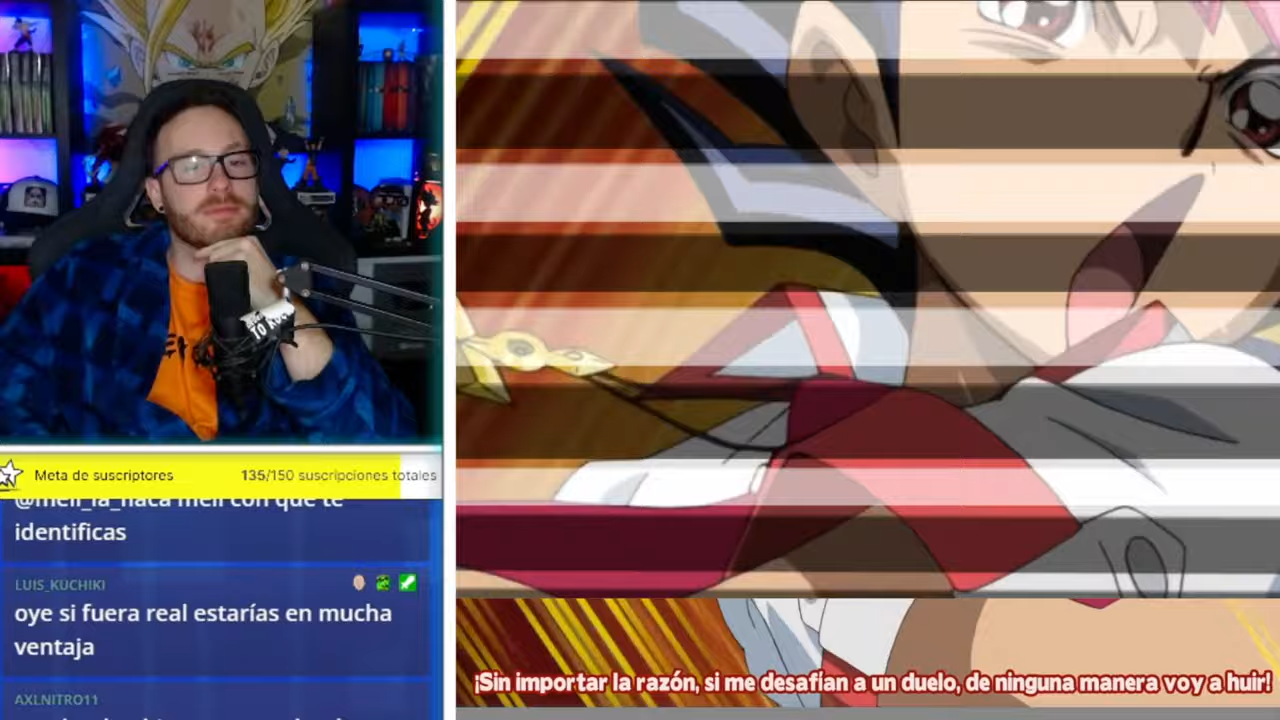 Meta de suscriptores 135/150 suscripciones totales
identificas
LUIS_KUCHIKI
oye si fuera real estarías en mucha
ventaja
AXLNITRO11
¡Sin importar la razón, si me desafían a un duelo, de ninguna manera voy a huir!